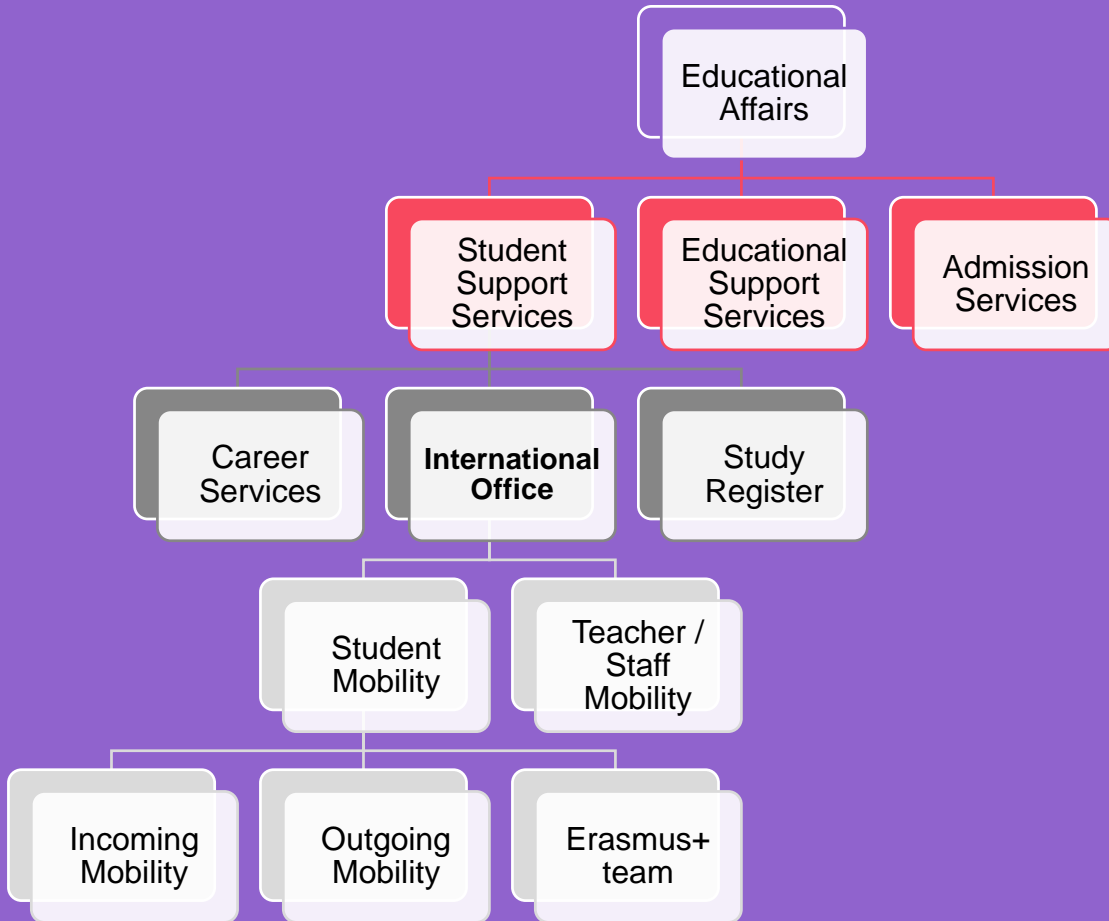 Educational
Affairs
Student
Support
Services
Educational
Support
Services
Admission
Services
Career
Services
International
Office
Study
Register
Student
Mobility
Teacher /
Staff
Mobility
Incoming
Mobility
Outgoing
Mobility
Erasmus+
team